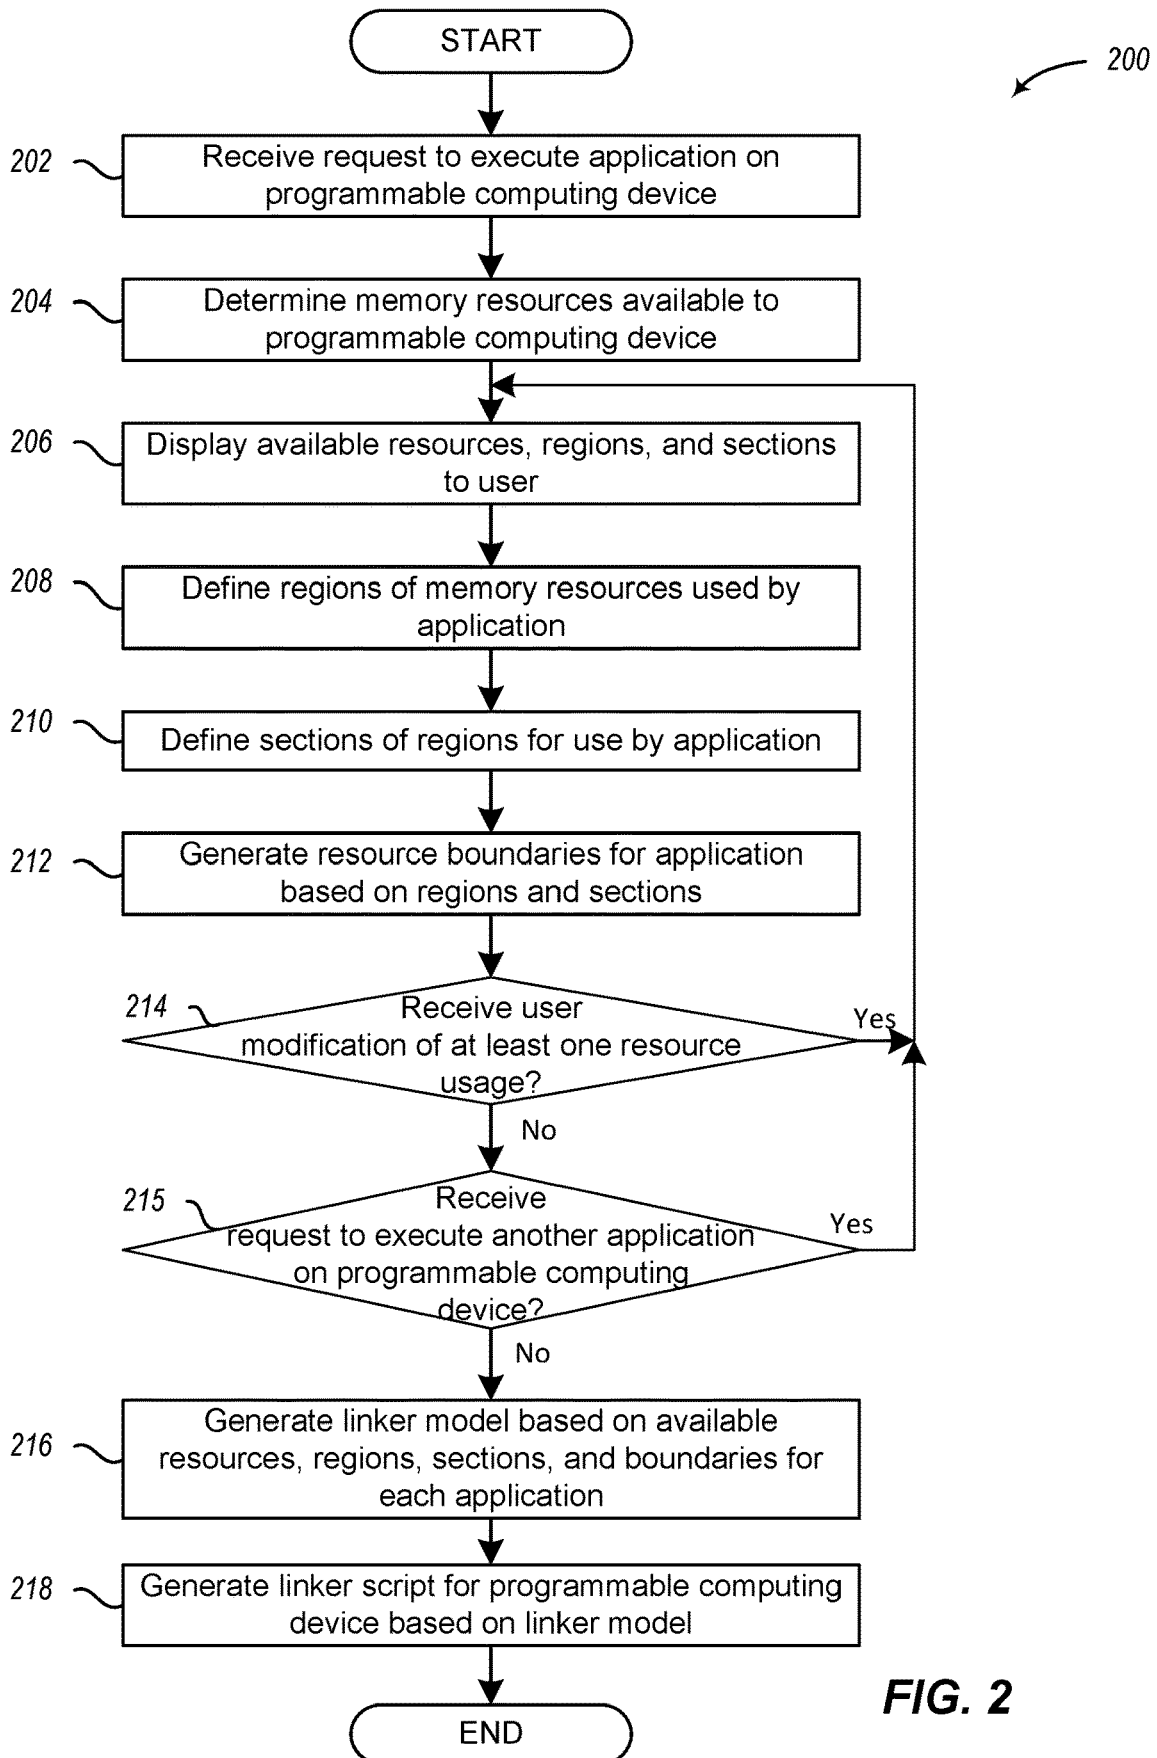 START
200
202
Receive request to execute application on
programmable computing device
204
Determine memory resources available to
programmable computing device
206
Display available resources, regions, and sections
to user
208
Define regions of memory resources used by
application
210
Define sections of regions for use by application
212
Generate resource boundaries for application
based on regions and sections
214
Receive user
modification of at least one resource
usage?
Yes
No
215
Receive
request to execute another application
on programmable computing
device?
Yes
No
216
Generate linker model based on available
resources, regions, sections, and boundaries for
each application
218
Generate linker script for programmable computing
device based on linker model
END
FIG. 2